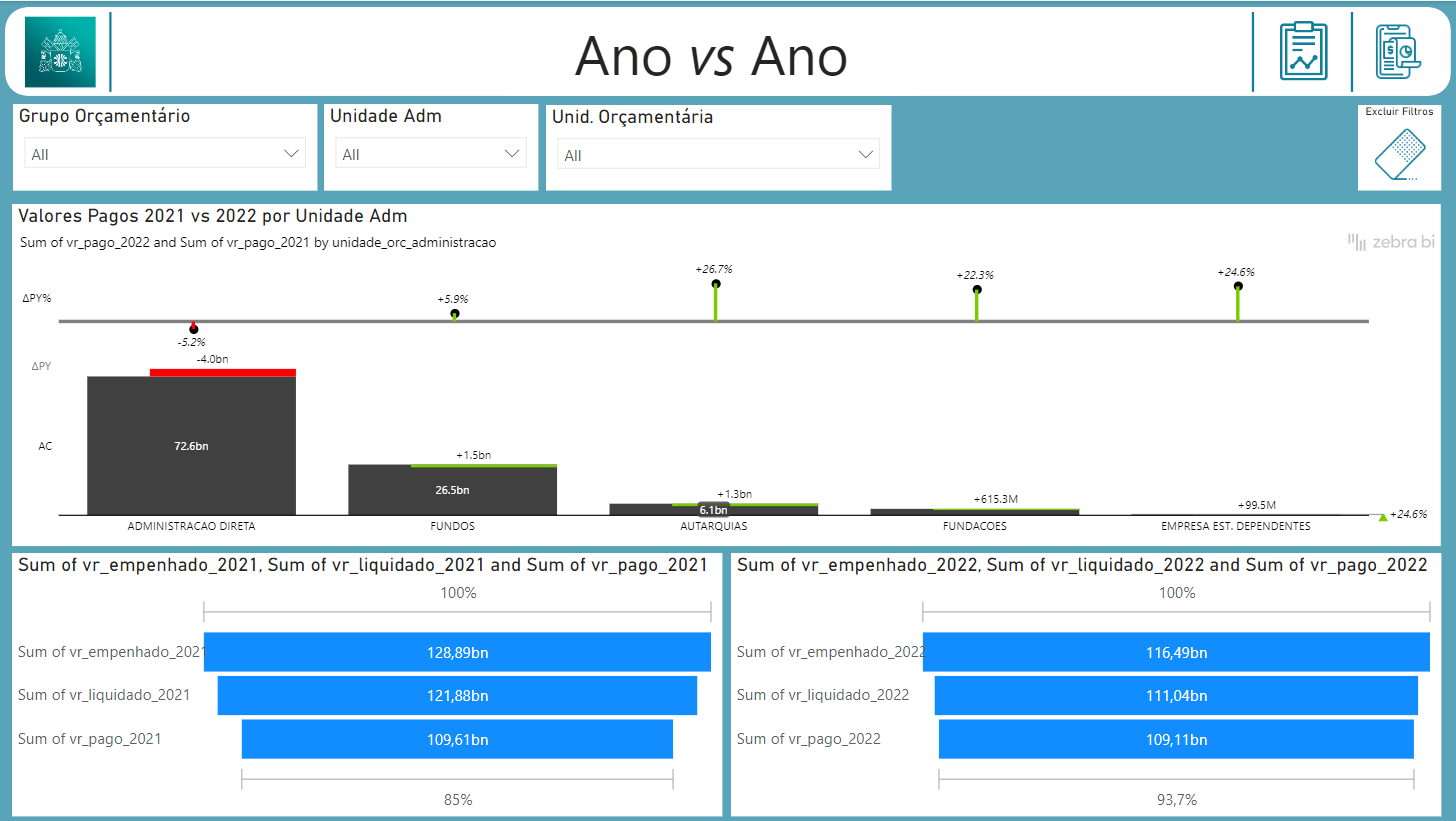 Ano vs Ano
Grupo Orçamentário
All
Unidade Adm
All
Unid. Orçamentária
All
Excluir Filtros
Valores Pagos 2021 vs 2022 por Unidade Adm
Sum of vr_pago_2022 and Sum of vr_pago_2021 by unidade_orc_administracao
zebra bi
ΔPY%
-5.2%
+5.9%
+26.7%
+22.3%
+24.6%
ΔPY
AC
-4.0bn
72.6bn
+1.5bn
26.5bn
+1.3bn
6.1bn
+615.3M
+99.5M
+24.6%
ADMINISTRACAO DIRETA
FUNDOS
AUTARQUIAS
FUNDACOES
EMPRESA EST. DEPENDENTES
Sum of vr_empenhado_2021, Sum of vr_liquidado_2021 and Sum of vr_pago_2021
100%
Sum of vr_empenhado_2021
128,89bn
Sum of vr_liquidado_2021
121,88bn
Sum of vr_pago_2021
109,61bn
85%
Sum of vr_empenhado_2022, Sum of vr_liquidado_2022 and Sum of vr_pago_2022
100%
Sum of vr_empenhado_2022
116,49bn
Sum of vr_liquidado_2022
111,04bn
Sum of vr_pago_2022
109,11bn
93,7%